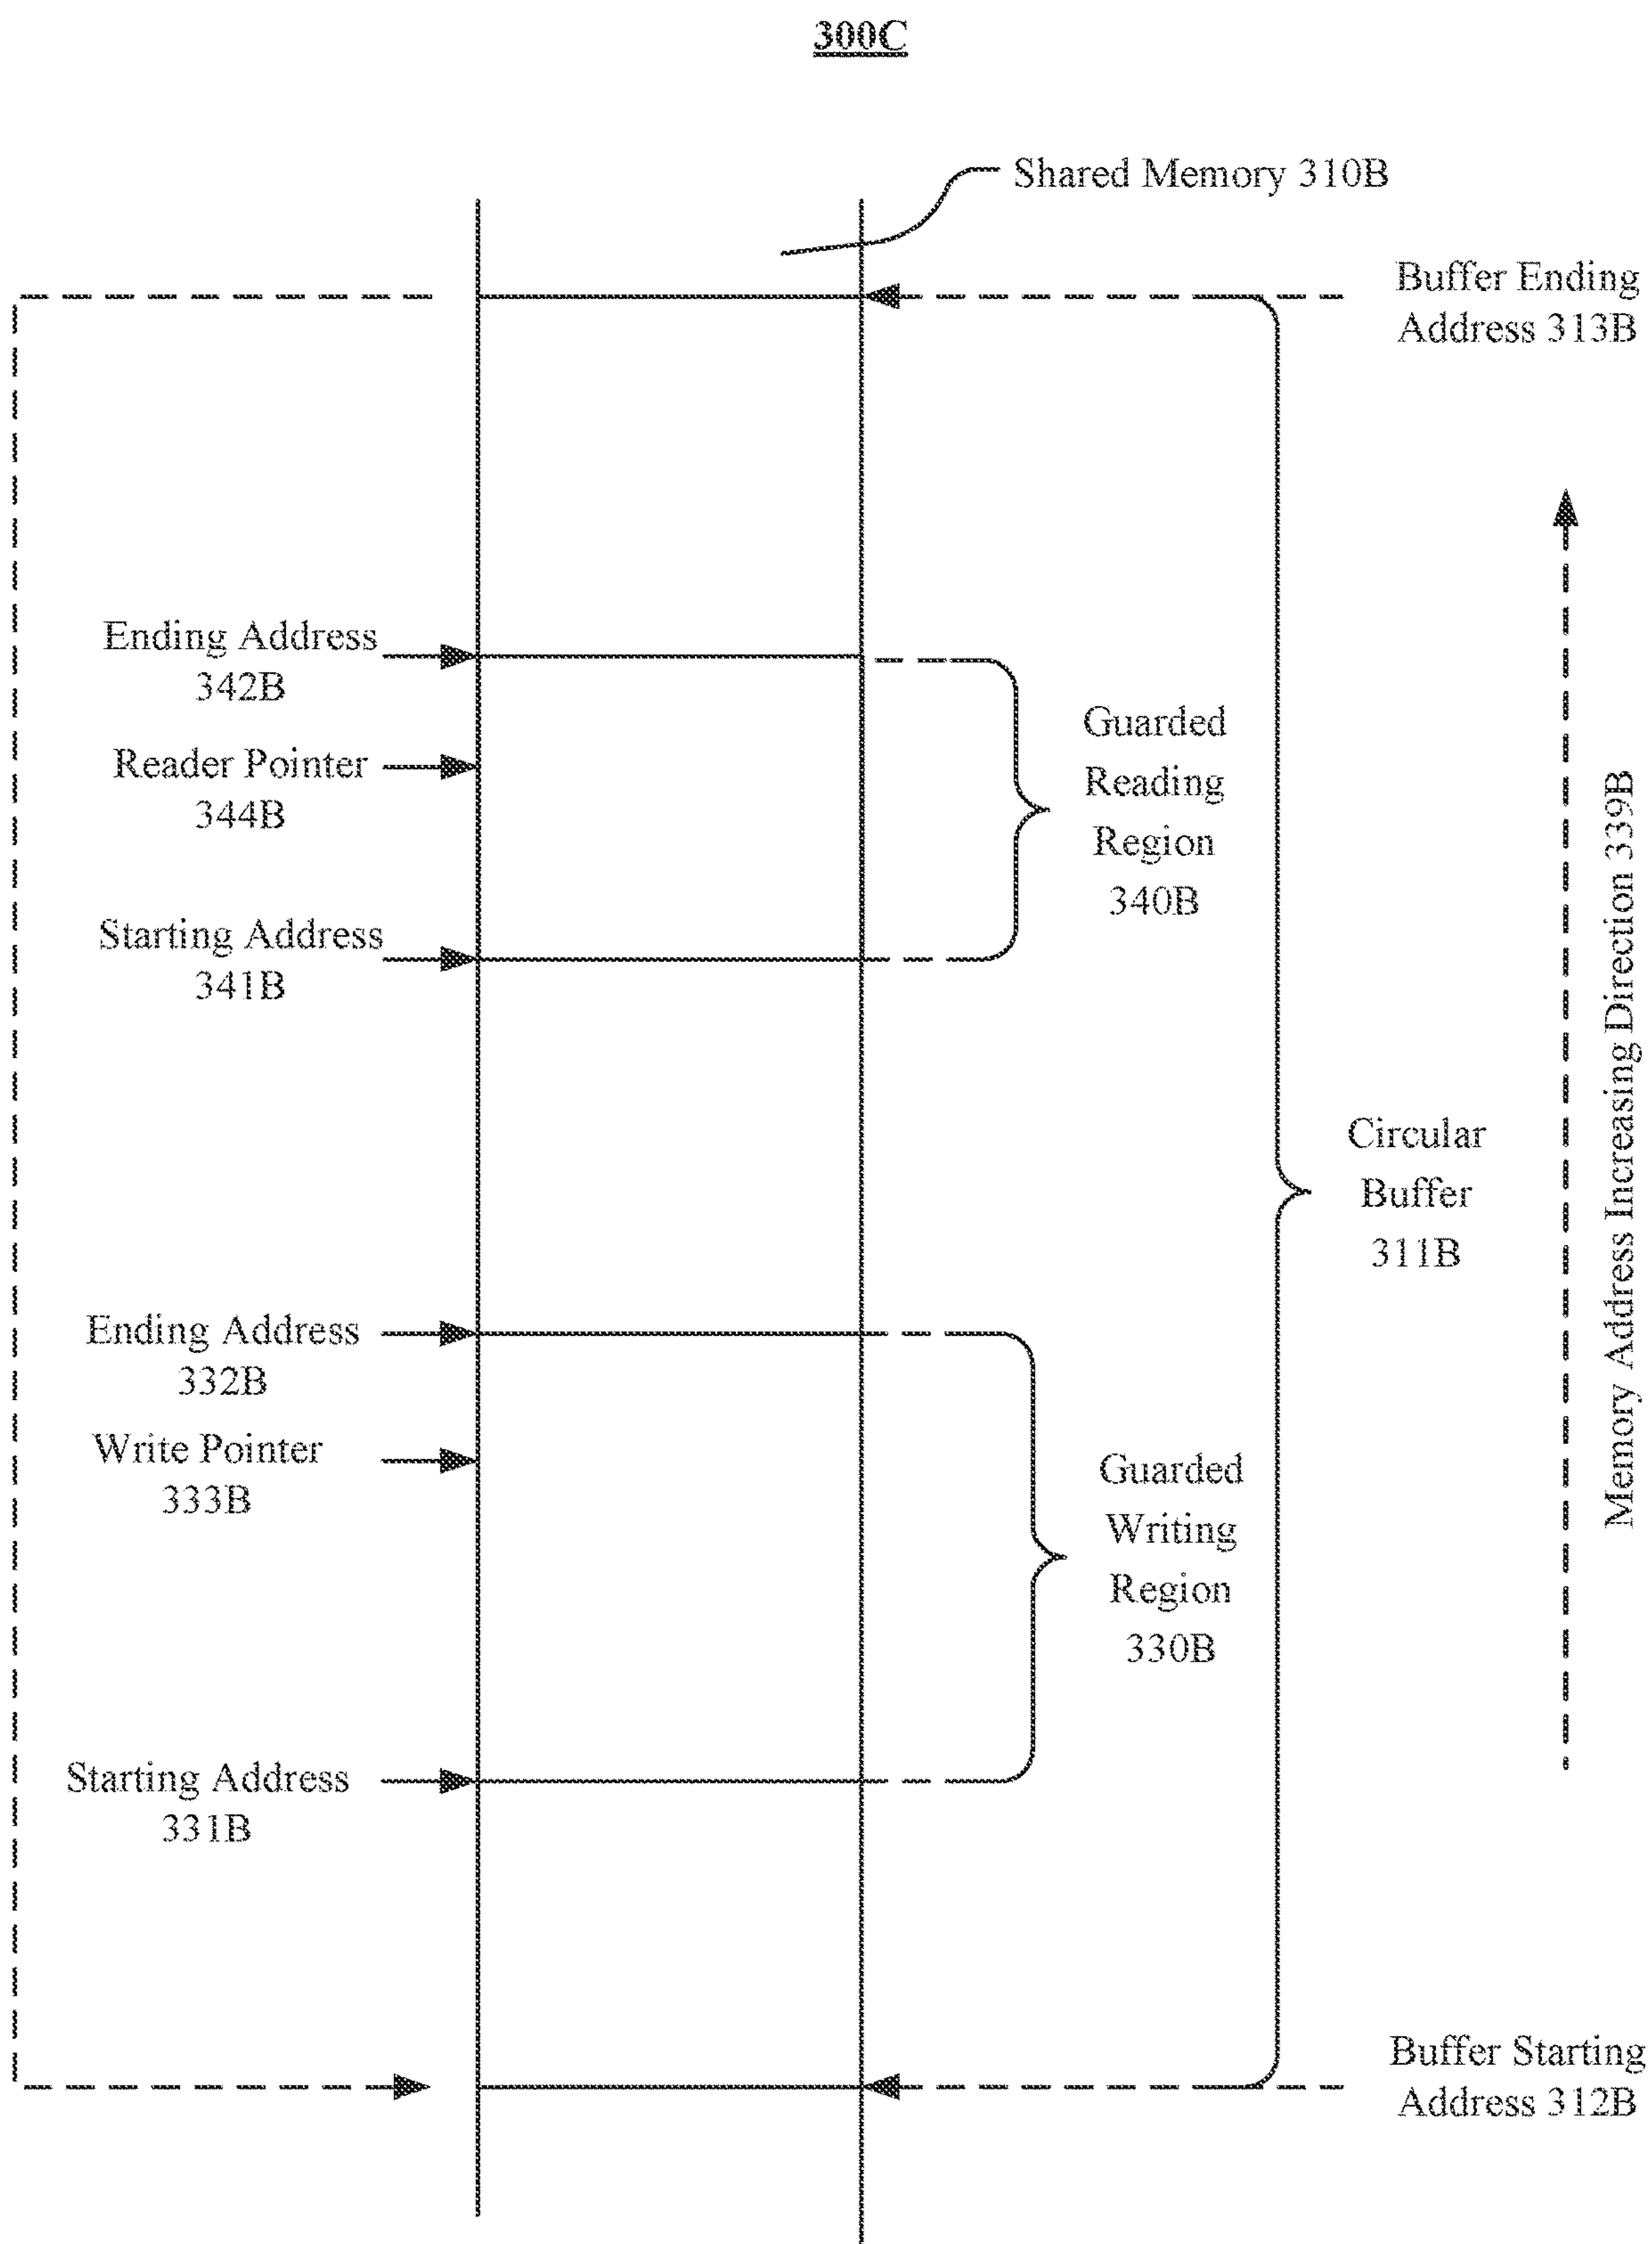 300C
Shared Memory 310B
Buffer Ending
Address 313B
Ending Address
342B
Reader Pointer
344B
Starting Address
341B
Guarded
Reading
Region
340B
Memory Address Increasing Direction 339B
Circular
Buffer
311B
Ending Address
332B
Write Pointer
333B
Guarded
Writing
Region
330B
Starting Address
331B
Buffer Starting
Address 312B